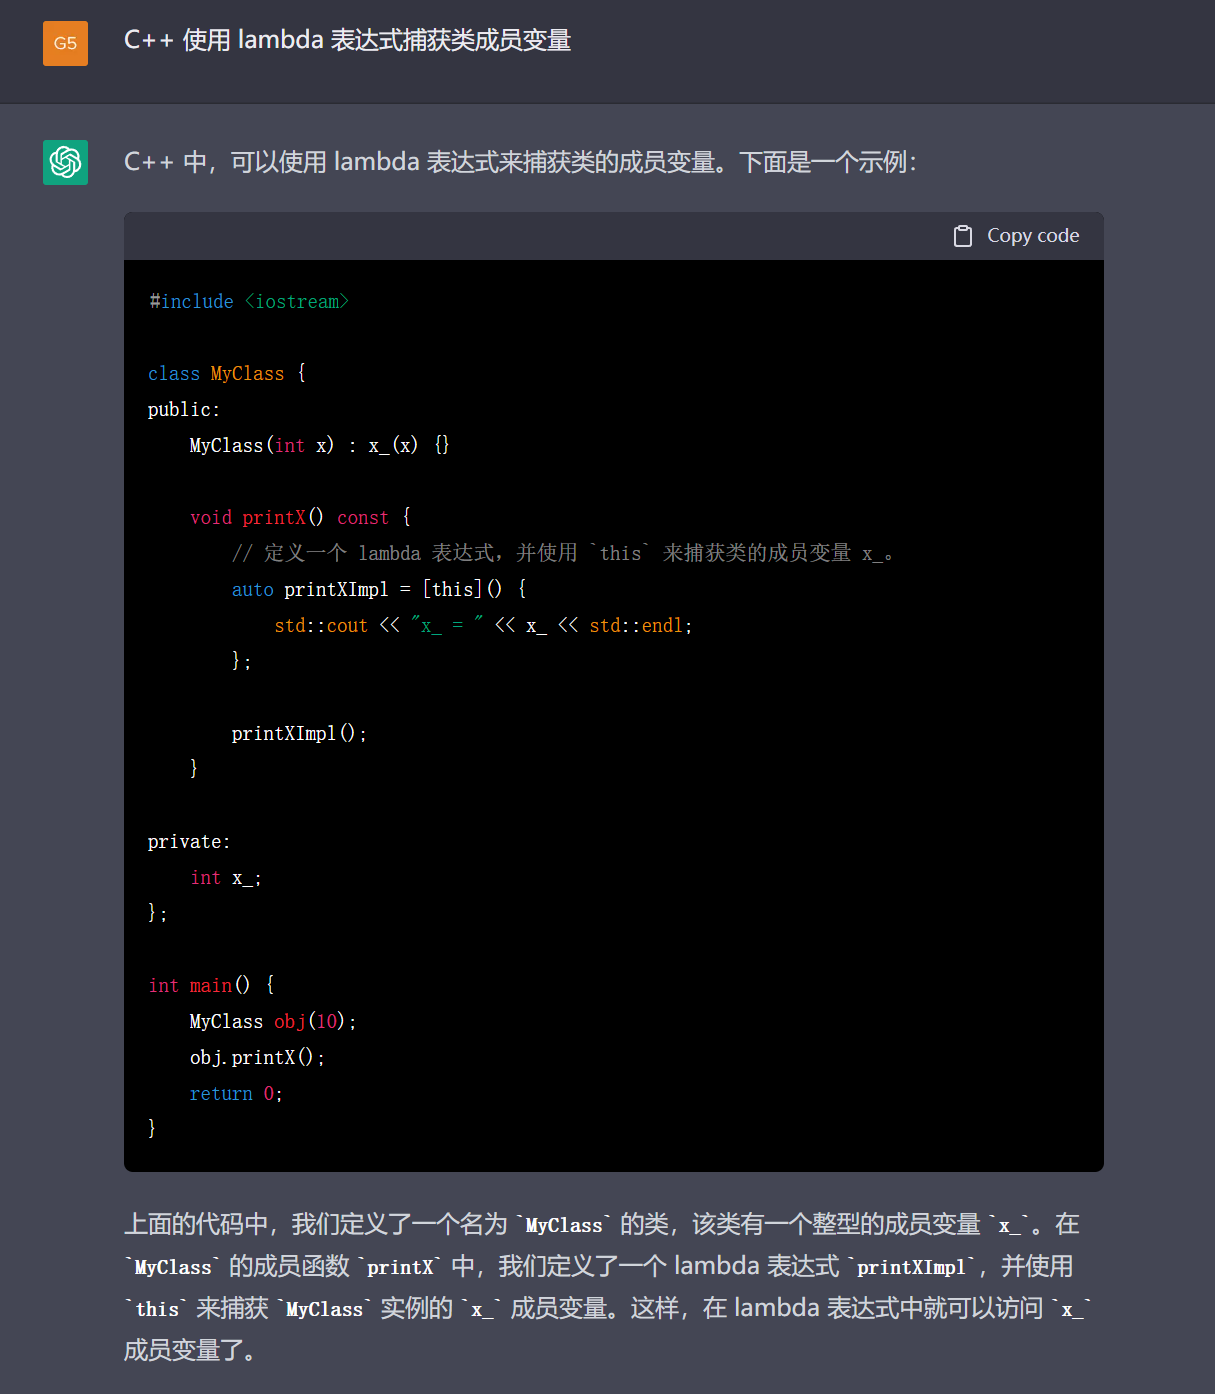 G5
C++ 使用 lambda 表达式捕获类成员变量
C++ 中，可以使用 lambda 表达式来捕获类的成员变量。下面是一个示例：
Copy code
#include <iostream>
class MyClass {
public:
    MyClass(int x) : x_(x) {}
    void printX() const {
        // 定义一个 lambda 表达式，并使用 `this` 来捕获类的成员变量 x_。
        auto printXImpl = [this]() {
            std::cout << "x_ = " << x_ << std::endl;
        };
        printXImpl();
    }
private:
    int x_;
};
int main() {
    MyClass obj(10);
    obj.printX();
    return 0;
}
上面的代码中，我们定义了一个名为 `MyClass` 的类，该类有一个整型的成员变量 `x_`。在
`MyClass` 的成员函数 `printX` 中，我们定义了一个 lambda 表达式 `printXImpl`，并使用
`this` 来捕获 `MyClass` 实例的 `x_` 成员变量。这样，在 lambda 表达式中就可以访问 `x_`
成员变量了。